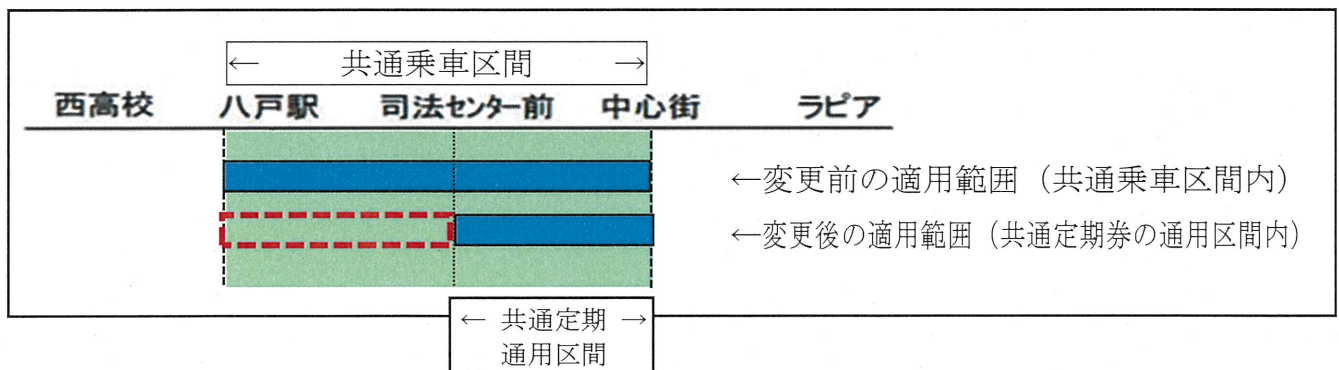 ← 共通乗車区間 →
西高校 八戸駅 司法センター前 中心街 ラピア
←変更前の適用範囲（共通乗車区間内）
←変更後の適用範囲（共通定期券の通用区間内）
← 共通定期 →
通用区間